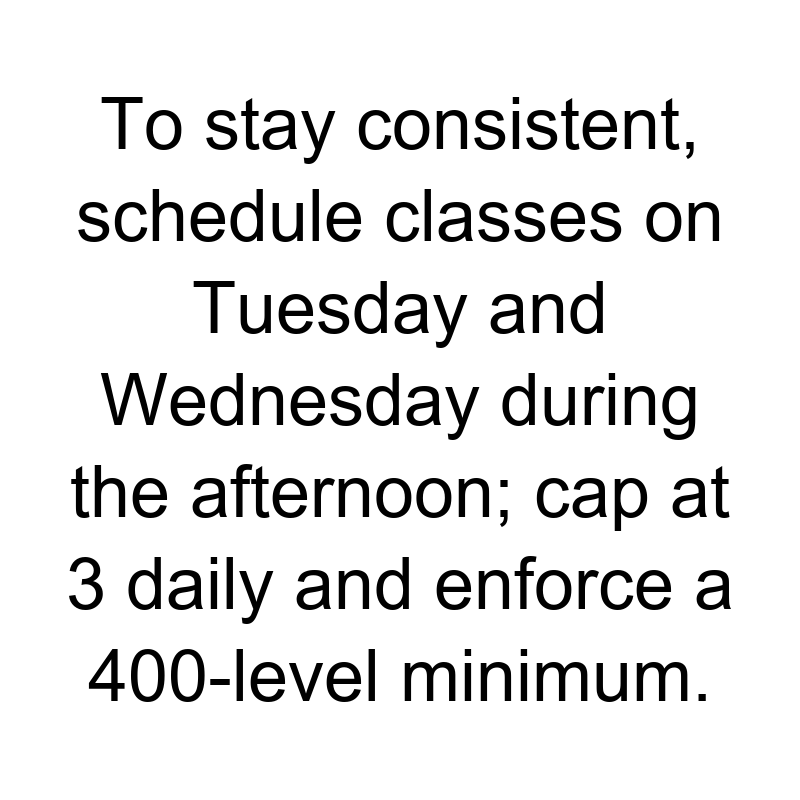 To stay consistent,
schedule classes on
Tuesday and
Wednesday during
the afternoon; cap at
3 daily and enforce a
400-level minimum.